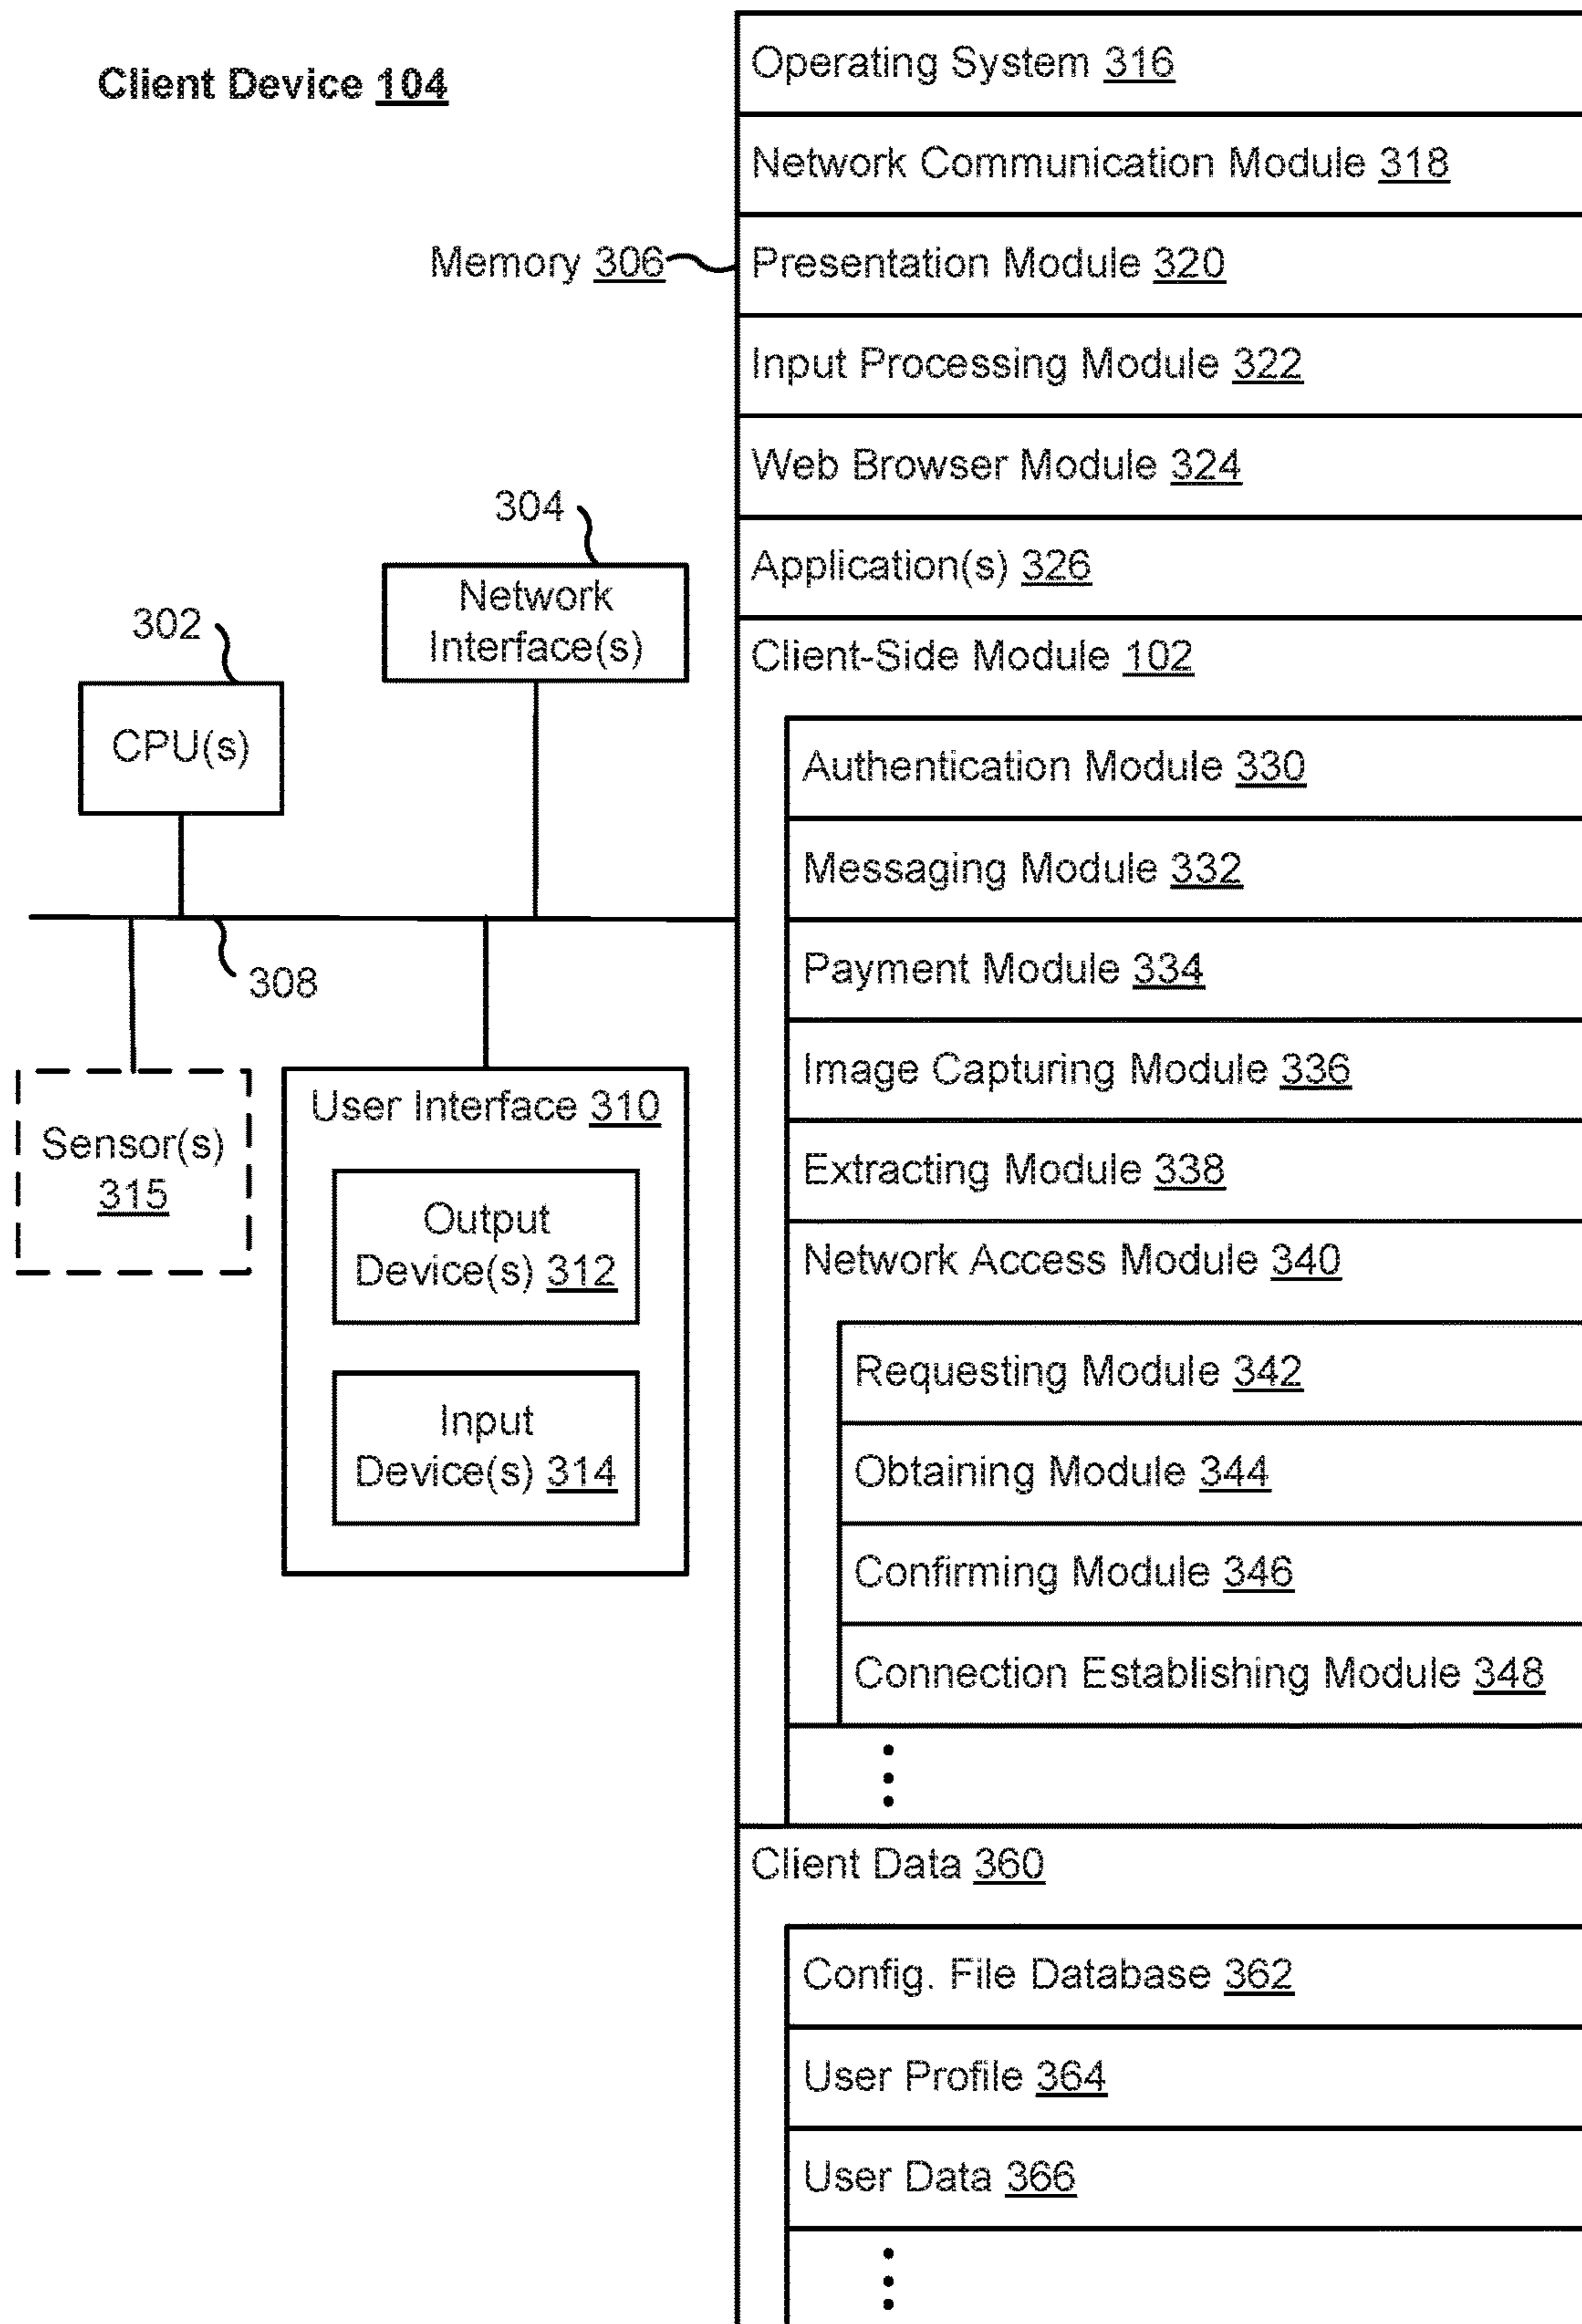 Client Device 104
Operating System 316
Network Communication Module 318
Memory 306
Presentation Module 320
Input Processing Module 322
Web Browser Module 324
Application(s) 326
304
Network
Interface(s)
302
CPU(s)
308
Sensor(s)
315
User Interface 310
Output
Device(s) 312
Input
Device(s) 314
Client-Side Module 102
Authentication Module 330
Messaging Module 332
Payment Module 334
Image Capturing Module 336
Extracting Module 338
Network Access Module 340
Requesting Module 342
Obtaining Module 344
Confirming Module 346
Connection Establishing Module 348
Client Data 360
Config. File Database 362
User Profile 364
User Data 366